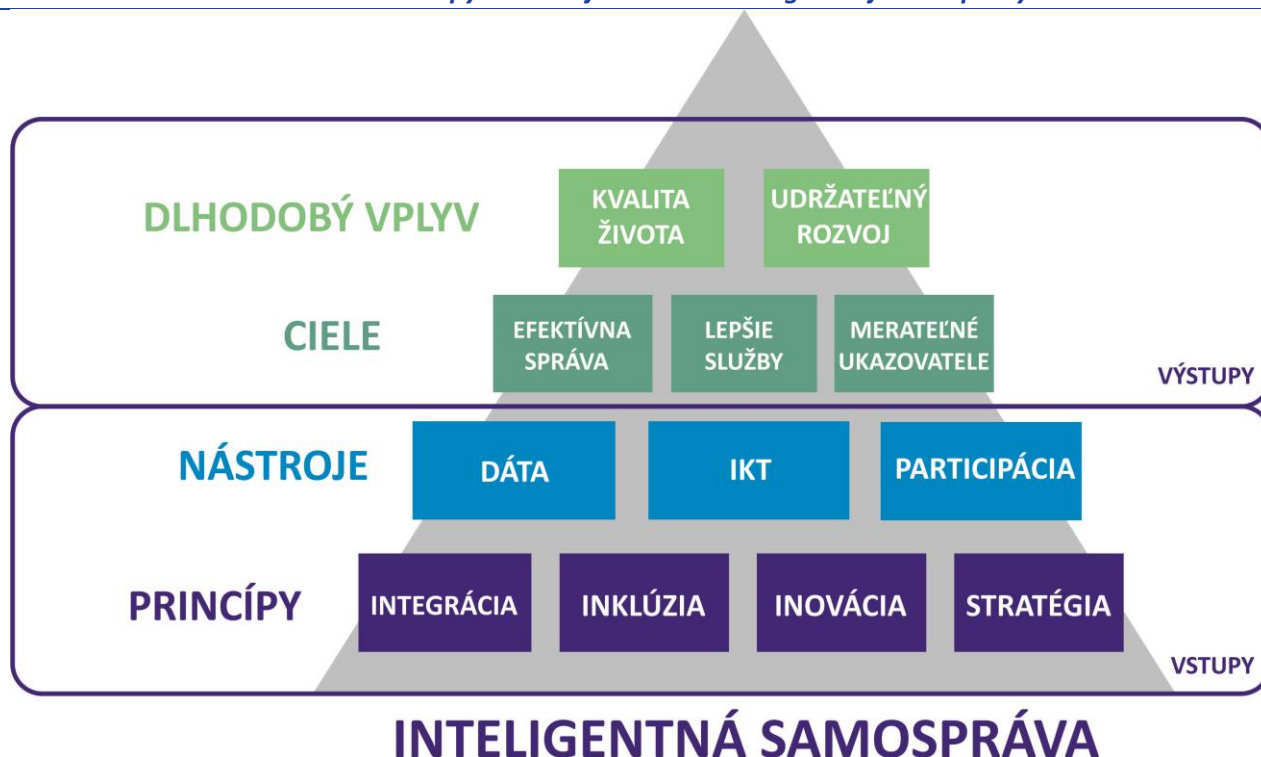 DLHODOBÝ VPLYV
KVALITA
ŽIVOTA
UDRŽATEĽNÝ
ROZVOJ
CIELE
EFEKTÍVNA
SPRÁVA
LEPŠIE
SLUŽBY
MERATEĽNÉ
UKAZOVATELE
VÝSTUPY
NÁSTROJE
DÁTA
IKT
PARTICIPÁCIA
PRINCÍPY
INTEGRÁCIA
INKLÚZIA
INOVÁCIA
STRATÉGIA
VSTUPY
INTELIGENTNÁ SAMOSPRÁVA